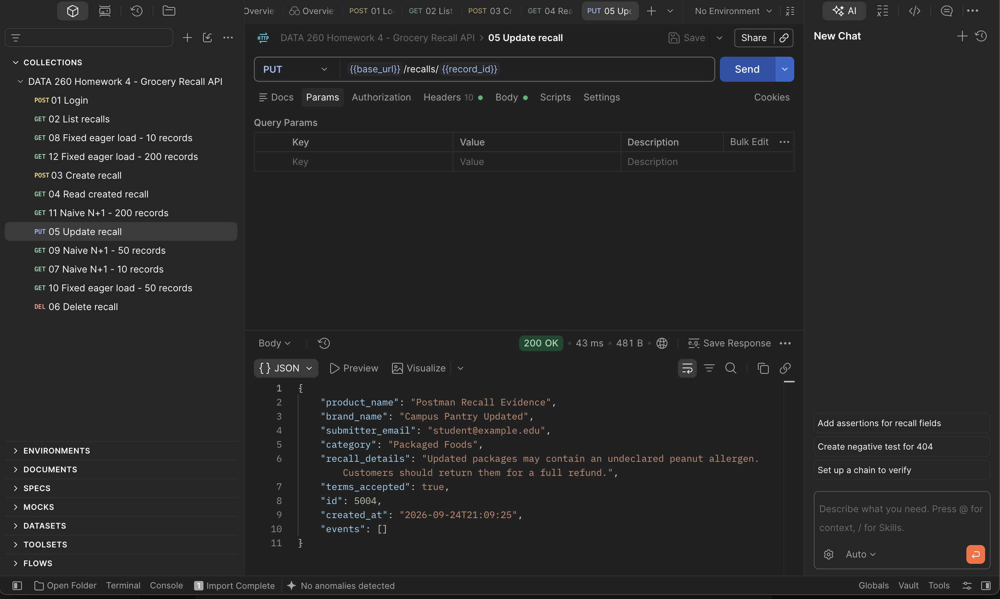 Overvie
Overvie
POST 01 Lo
GET 02 List
POST 03 Cr
GET 04 Rea
PUT 05 Upd
No Environment
AI
DATA 260 Homework 4 - Grocery Recall API > 05 Update recall
Save
Share
New Chat
COLLECTIONS
DATA 260 Homework 4 - Grocery Recall API
POST 01 Login
GET 02 List recalls
GET 08 Fixed eager load - 10 records
GET 12 Fixed eager load - 200 records
POST 03 Create recall
GET 04 Read created recall
GET 11 Naive N+1 - 200 records
PUT 05 Update recall
GET 09 Naive N+1 - 50 records
GET 07 Naive N+1 - 10 records
GET 10 Fixed eager load - 50 records
DEL 06 Delete recall
ENVIRONMENTS
DOCUMENTS
SPECS
MOCKS
DATASETS
TOOLSETS
FLOWS
HTTP
PUT
{{base_url}}/recalls/{{record_id}}
Send
Docs
Params
Authorization
Headers 10
Body
Scripts
Settings
Cookies
Query Params
Key Value Description Bulk Edit
Key Value Description
Body
200 OK
43 ms
481 B
e.g. Save Response
{} JSON
Preview
Visualize
1 {
2 "product_name": "Postman Recall Evidence",
3 "brand_name": "Campus Pantry Updated",
4 "submitter_email": "student@example.edu",
5 "category": "Packaged Foods",
6 "recall_details": "Updated packages may contain an undeclared peanut allergen.
Customers should return them for a full refund.",
7 "terms_accepted": true,
8 "id": 5004,
9 "created_at": "2026-09-24T21:09:25",
10 "events": []
11 }
Add assertions for recall fields
Create negative test for 404
Set up a chain to verify
Describe what you need. Press @ for
context, / for Skills.
Auto
Open Folder
Terminal
Console
1 Import Complete
No anomalies detected
Globals
Vault
Tools